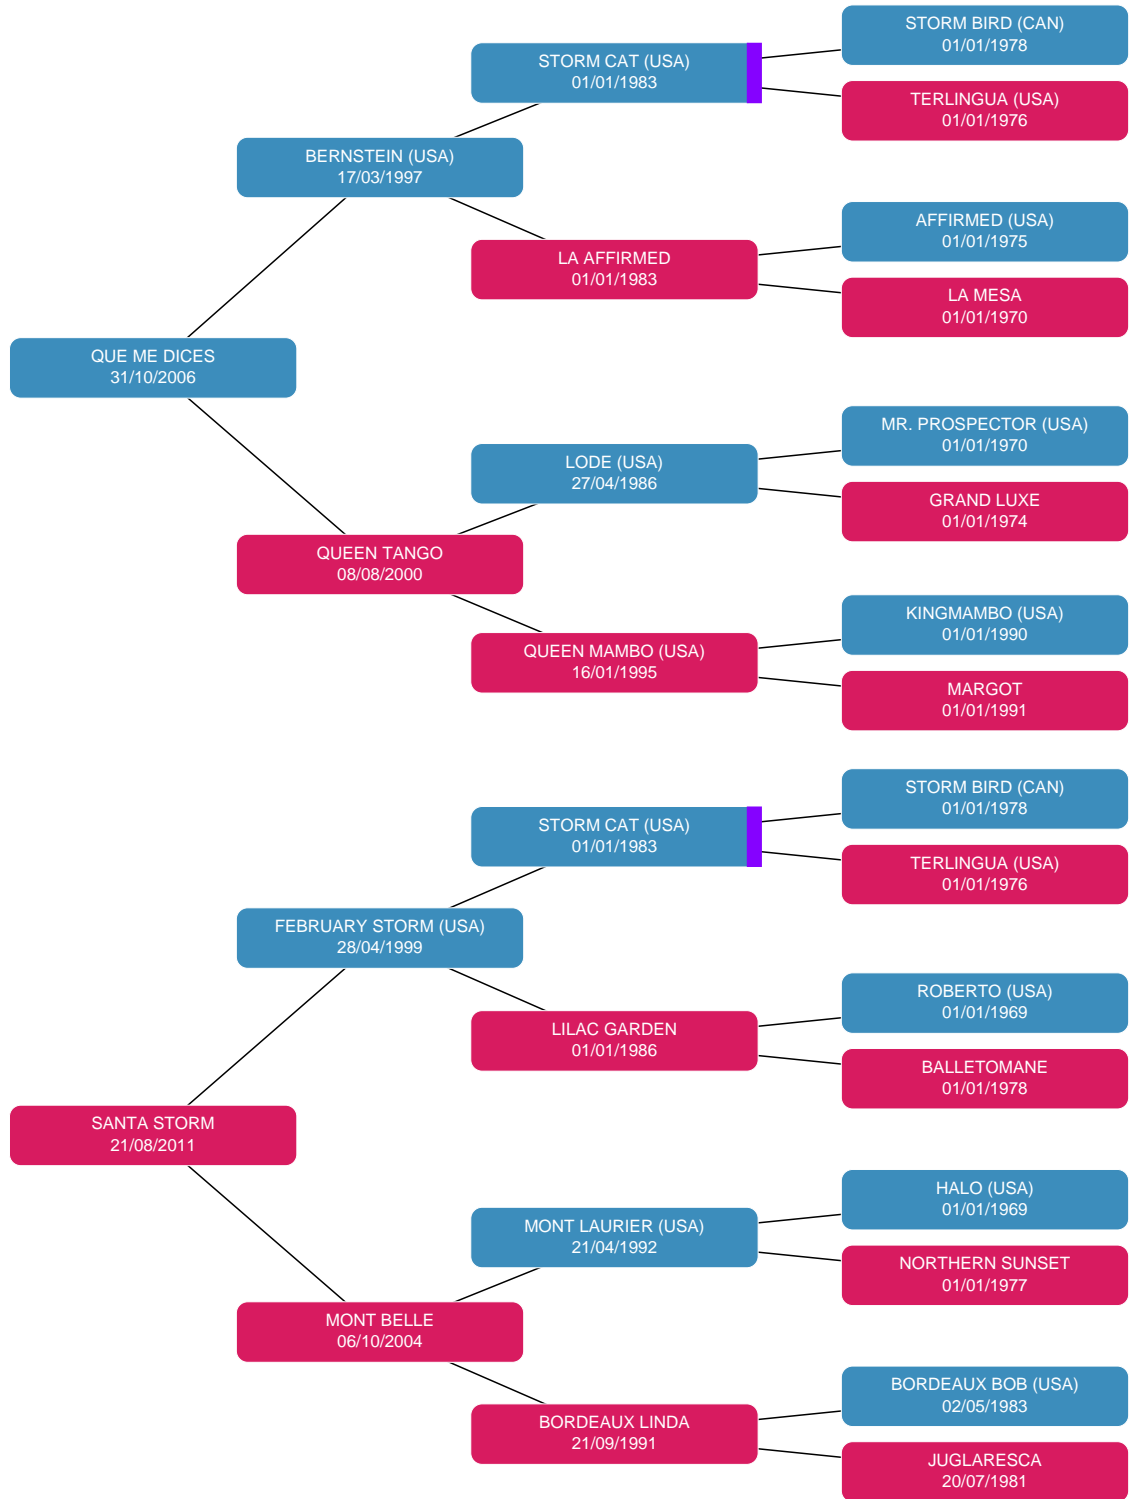 STORM BIRD (CAN)
01/01/1978
STORM CAT (USA)
01/01/1983
TERLINGUA (USA)
01/01/1976
BERNSTEIN (USA)
17/03/1997
AFFIRMED (USA)
01/01/1975
LA AFFIRMED
01/01/1983
LA MESA
01/01/1970
QUE ME DICES
31/10/2006
MR. PROSPECTOR (USA)
01/01/1970
LODE (USA)
27/04/1986
GRAND LUXE
01/01/1974
QUEEN TANGO
08/08/2000
KINGMAMBO (USA)
01/01/1990
QUEEN MAMBO (USA)
16/01/1995
MARGOT
01/01/1991
STORM BIRD (CAN)
01/01/1978
STORM CAT (USA)
01/01/1983
TERLINGUA (USA)
01/01/1976
FEBRUARY STORM (USA)
28/04/1999
ROBERTO (USA)
01/01/1969
LILAC GARDEN
01/01/1986
BALLETOMANE
01/01/1978
SANTA STORM
21/08/2011
HALO (USA)
01/01/1969
MONT LAURIER (USA)
21/04/1992
NORTHERN SUNSET
01/01/1977
MONT BELLE
06/10/2004
BORDEAUX BOB (USA)
02/05/1983
BORDEAUX LINDA
21/09/1991
JUGLARESCA
20/07/1981